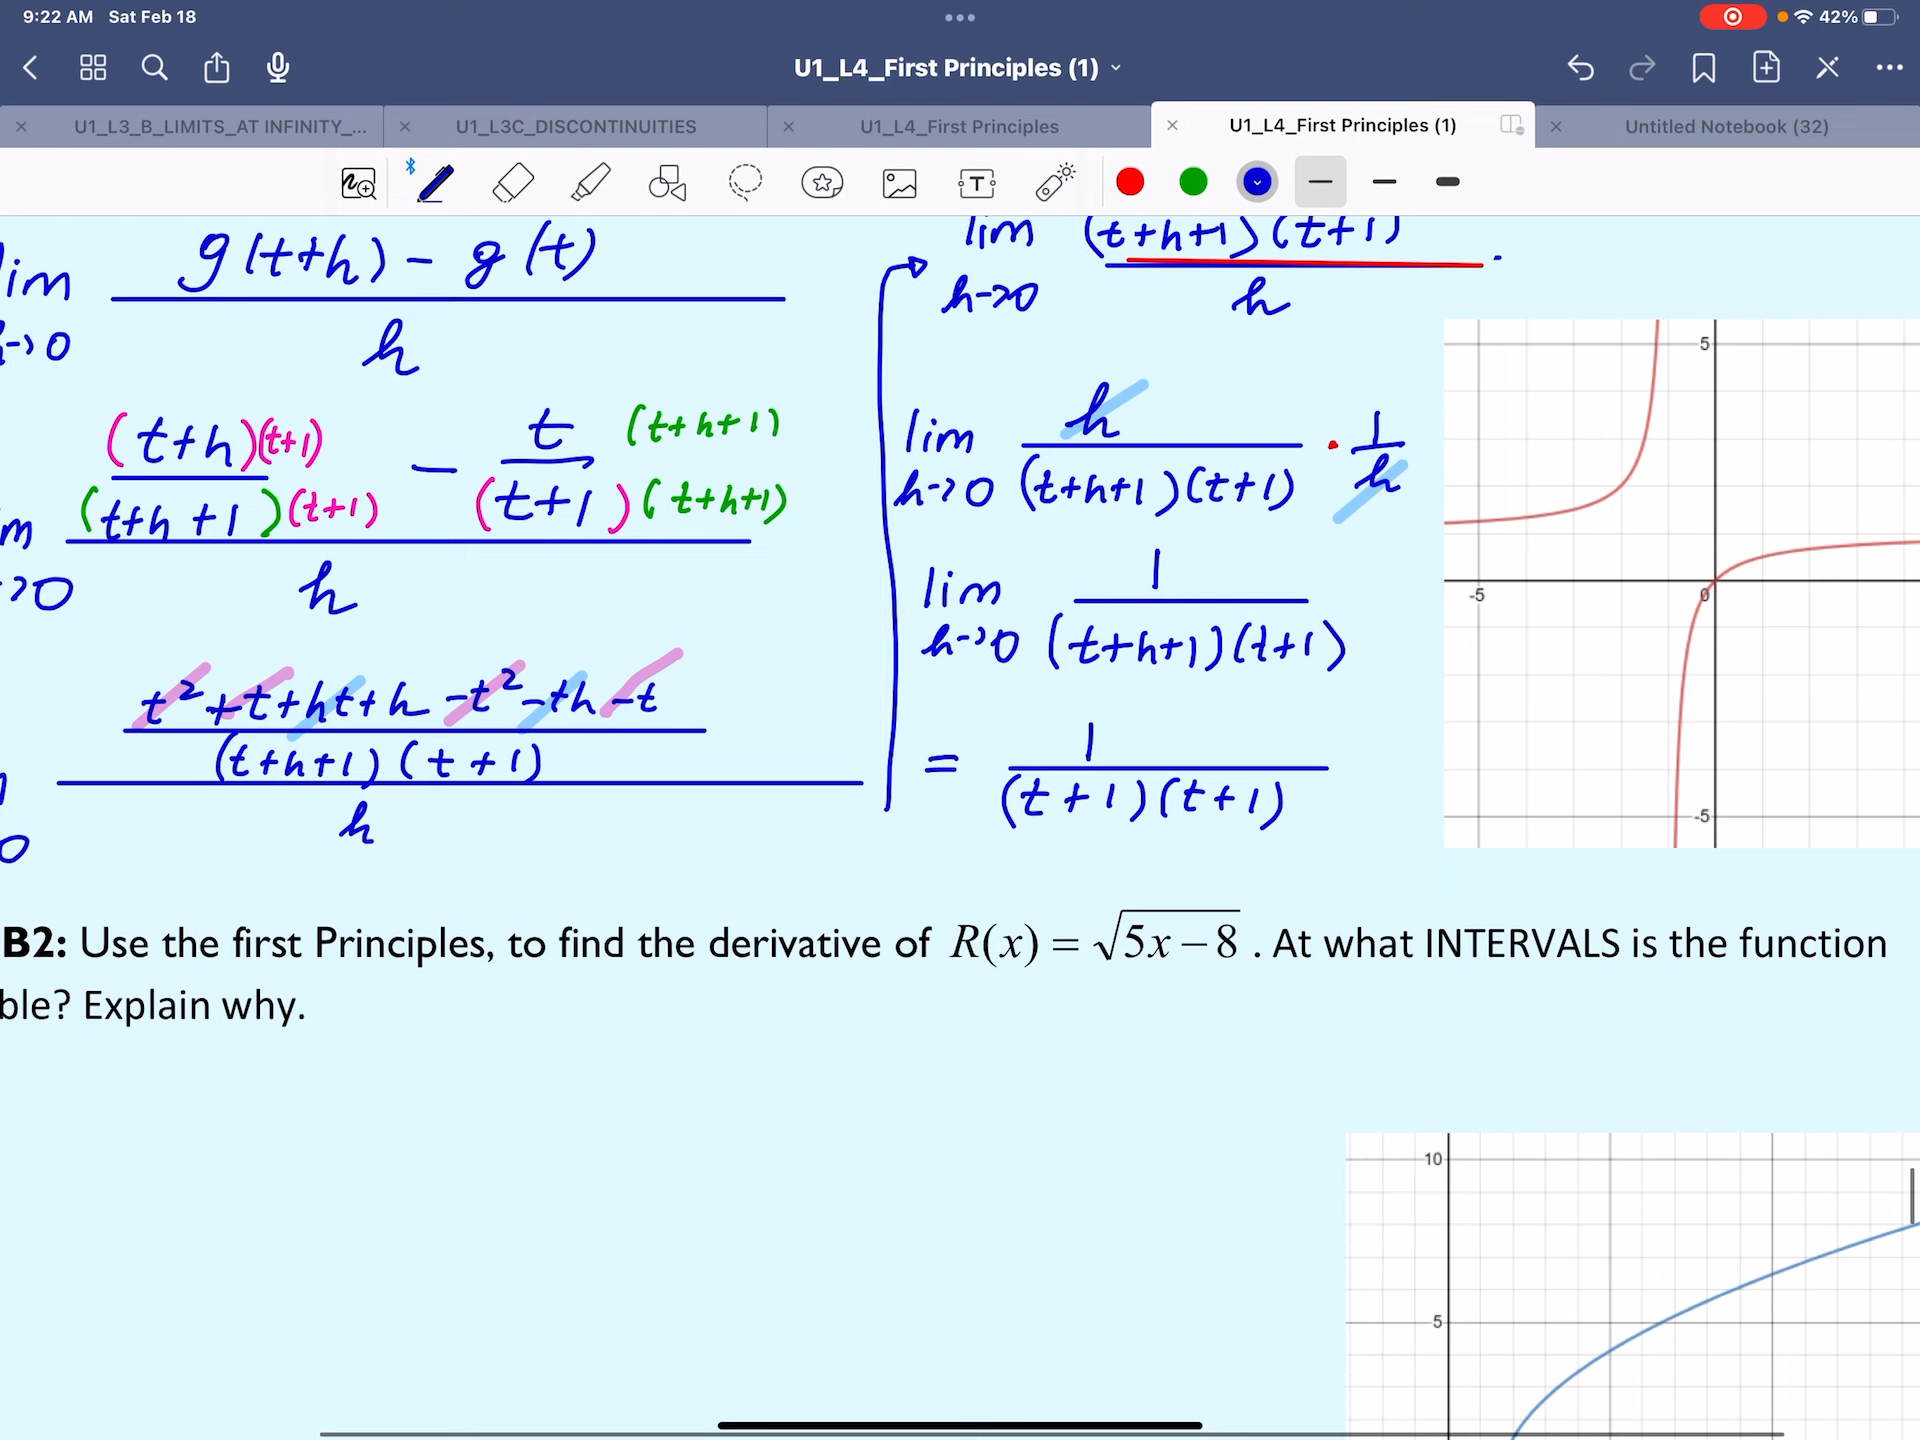 9:22 AM Sat Feb 18
42%
U1_L4_First Principles (1)
U1_L3_B_LIMITS_AT INFINITY_...
U1_L3C_DISCONTINUITIES
U1_L4_First Principles
U1_L4_First Principles (1)
Untitled Notebook (32)
T
lim g(t+h) - g(t)
h->0 h
(t+h)(t+1) - t (t+h+1)
(t+h+1)(t+1) (t+1)(t+h+1)
h
t²+t+ht+h-t²-th-t
(t+h+1)(t+1)
h
lim (t+h+1)(t+1)
h->0 h
lim h · 1
h->0 (t+h+1)(t+1) h
lim 1
h->0 (t+h+1)(t+1)
= 1
(t+1)(t+1)
5
-5 0
-5
B2: Use the first Principles, to find the derivative of R(x) = √5x – 8 . At what INTERVALS is the function
ble? Explain why.
10
5